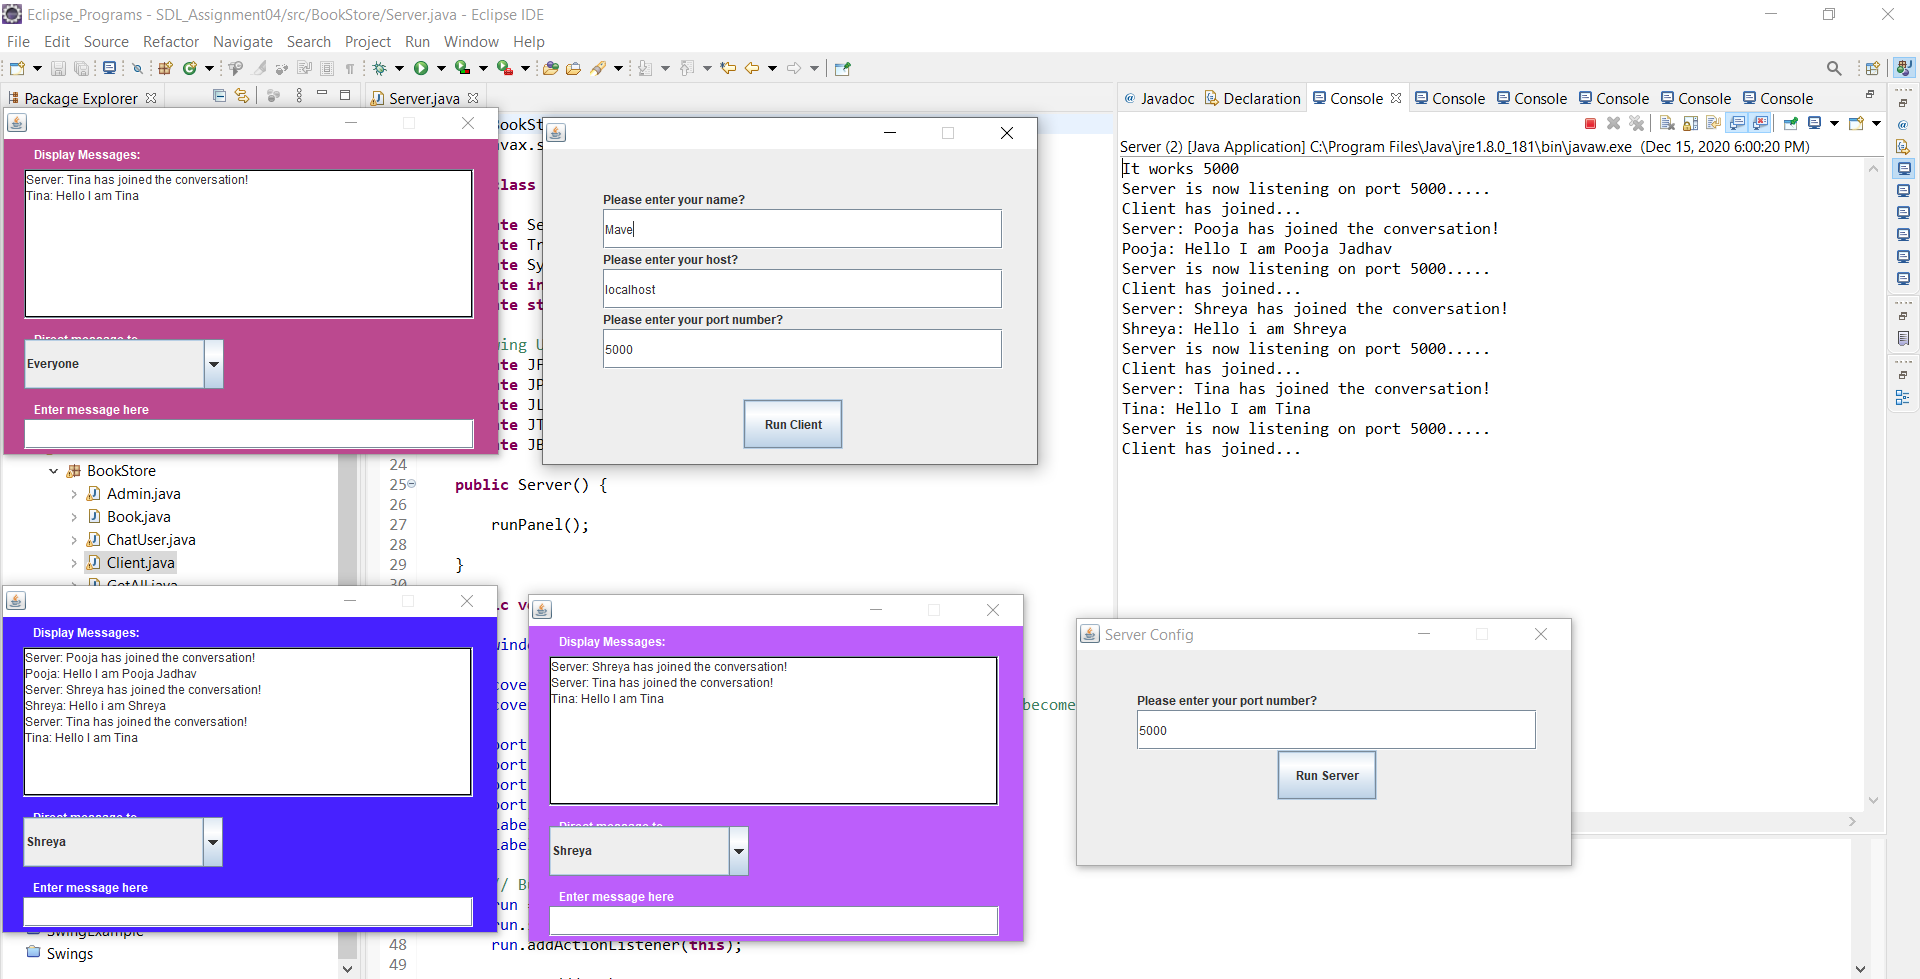 Eclipse_Programs - SDL_Assignment04/src/BookStore/Server.java - Eclipse IDE
File Edit Source Refactor Navigate Search Project Run Window Help
Package Explorer
Server.java
Javadoc Declaration Console Console Console Console Console Console
Server (2) [Java Application] C:\Program Files\Java\jre1.8.0_181\bin\javaw.exe (Dec 15, 2020 6:00:20 PM)
It works 5000
Server is now listening on port 5000.....
Client has joined...
Server: Pooja has joined the conversation!
Pooja: Hello I am Pooja Jadhav
Server is now listening on port 5000.....
Client has joined...
Server: Shreya has joined the conversation!
Shreya: Hello i am Shreya
Server is now listening on port 5000.....
Client has joined...
Server: Tina has joined the conversation!
Tina: Hello I am Tina
Server is now listening on port 5000.....
Client has joined...
Display Messages:
Server: Tina has joined the conversation!
Tina: Hello I am Tina
Direct message to
Everyone
Enter message here
Please enter your name?
Mave
Please enter your host?
localhost
Please enter your port number?
5000
Run Client
BookStore
Admin.java
Book.java
ChatUser.java
Client.java
GetAll.java
SwingExample
Swings
class
24
25 public Server() {
26
27 runPanel();
28
29 }
30
become
48 run.addActionListener(this);
49
Display Messages:
Server: Pooja has joined the conversation!
Pooja: Hello I am Pooja Jadhav
Server: Shreya has joined the conversation!
Shreya: Hello i am Shreya
Server: Tina has joined the conversation!
Tina: Hello I am Tina
Direct message to
Shreya
Enter message here
Display Messages:
Server: Shreya has joined the conversation!
Server: Tina has joined the conversation!
Tina: Hello I am Tina
Direct message to
Shreya
Enter message here
Server Config
Please enter your port number?
5000
Run Server